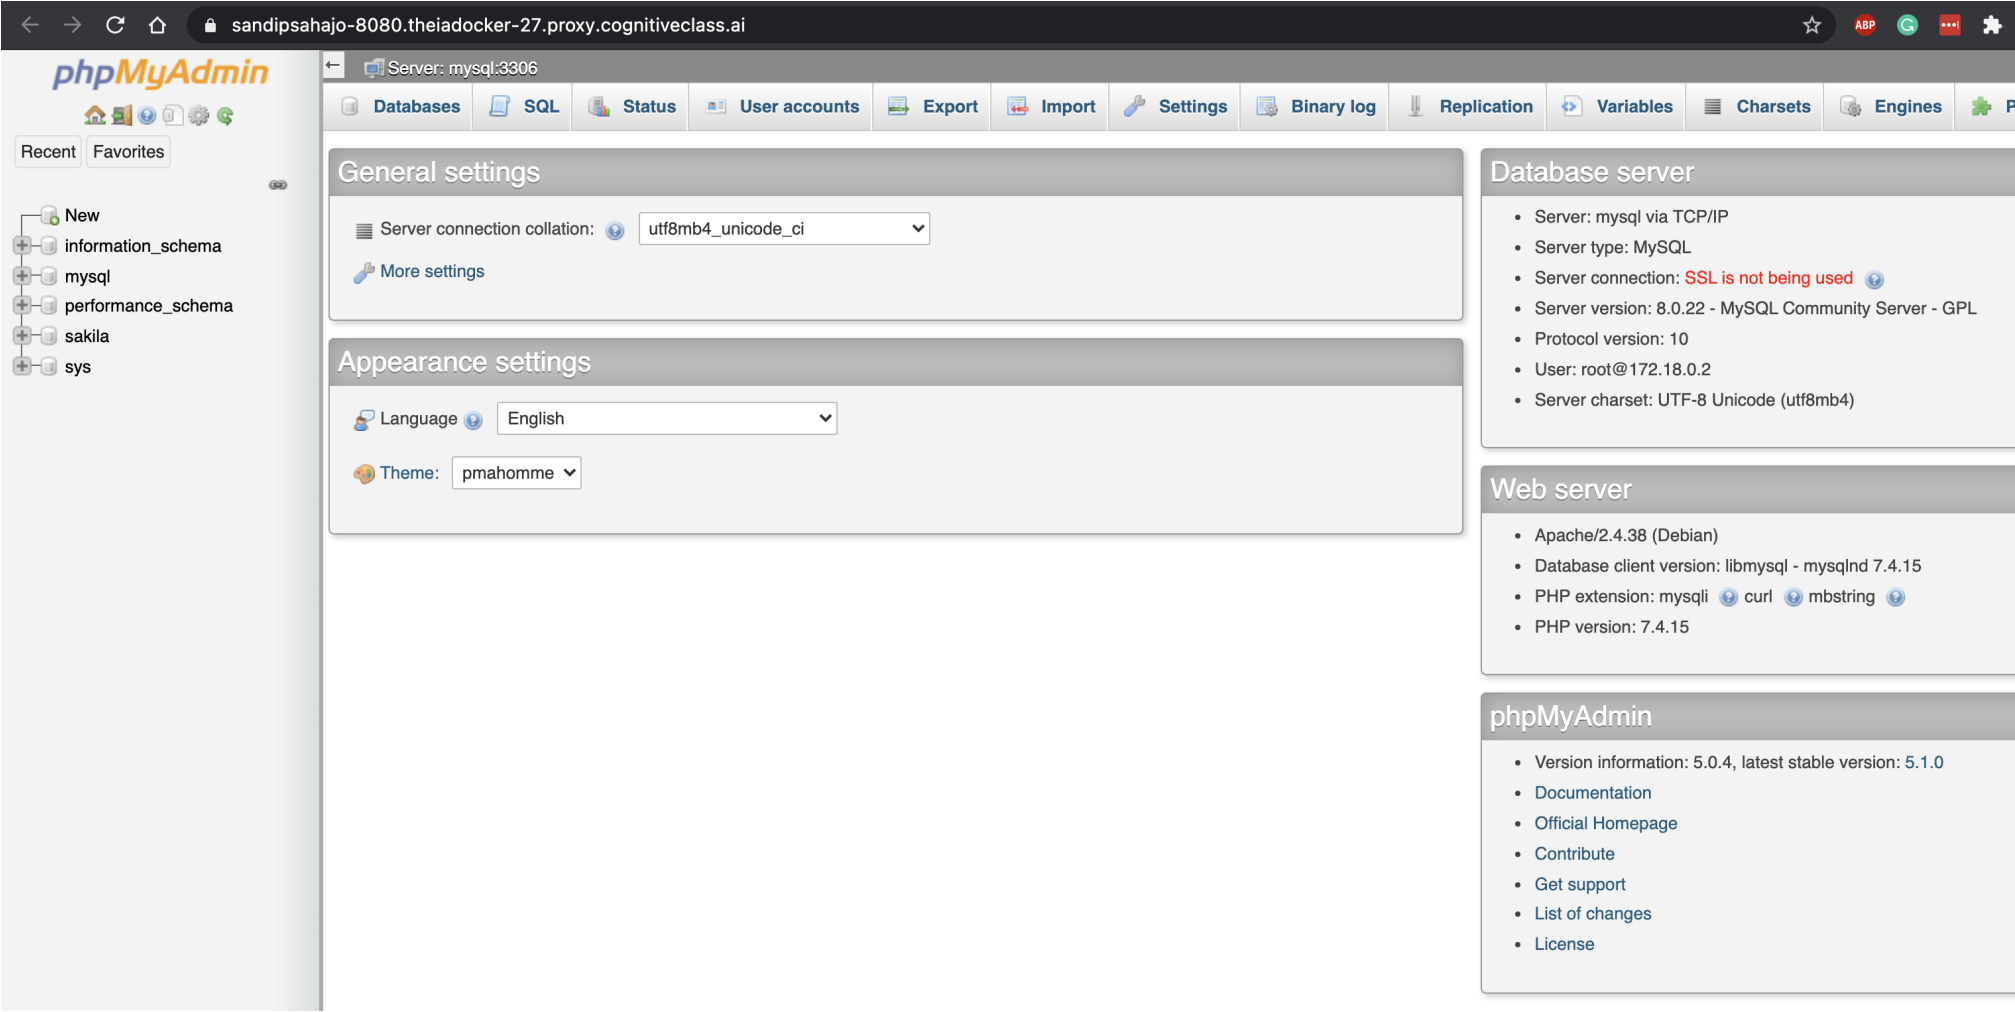 sandipsahajo-8080.theiadocker-27.proxy.cognitiveclass.ai
ABP
phpMyAdmin
Recent Favorites
New
information_schema
mysql
performance_schema
sakila
sys
Server: mysql:3306
Databases SQL Status User accounts Export Import Settings Binary log Replication Variables Charsets Engines P
General settings
Server connection collation: utf8mb4_unicode_ci
More settings
Appearance settings
Language English
Theme: pmahomme
Database server
Server: mysql via TCP/IP
Server type: MySQL
Server connection: SSL is not being used
Server version: 8.0.22 - MySQL Community Server - GPL
Protocol version: 10
User: root@172.18.0.2
Server charset: UTF-8 Unicode (utf8mb4)
Web server
Apache/2.4.38 (Debian)
Database client version: libmysql - mysqlnd 7.4.15
PHP extension: mysqli curl mbstring
PHP version: 7.4.15
phpMyAdmin
Version information: 5.0.4, latest stable version: 5.1.0
Documentation
Official Homepage
Contribute
Get support
List of changes
License